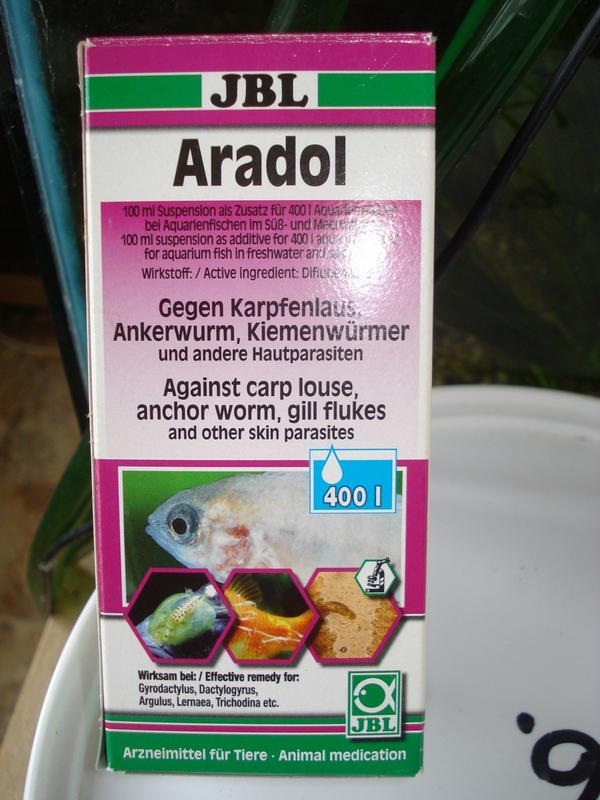 JBL
Aradol
100 ml Suspension als Zusatz für 400 l
bei Aquarienfischen im Süß- und
100 ml suspension as additive for 400 l
for aquarium fish in freshwater and
Wirkstoff: / Active ingredient:
Gegen Karpfenlaus,
Ankerwurm, Kiemenwürmer
und andere Hautparasiten
Against carp louse,
anchor worm, gill flukes
and other skin parasites
400 l
Wirksam bei: / Effective remedy for:
Gyrodactylus, Dactylogyrus,
Argulus, Lernaea, Trichodina etc.
JBL
Arzneimittel für Tiere · Animal medication